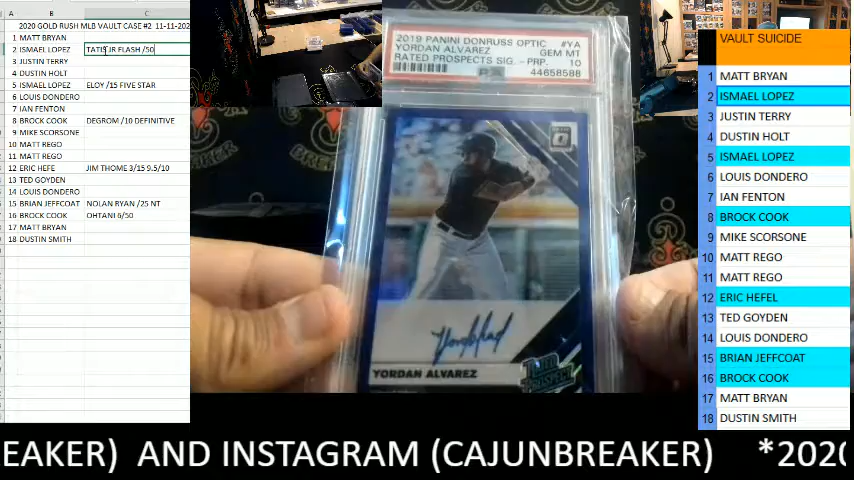 A B C
2020 GOLD RUSH MLB VAULT CASE #2 11-11-202
1 MATT BRYAN
2 ISMAEL LOPEZ TATIS JR FLASH /50
3 JUSTIN TERRY
4 DUSTIN HOLT
5 ISMAEL LOPEZ ELOY /15 FIVE STAR
6 LOUIS DONDERO
7 IAN FENTON
8 BROCK COOK DEGROM /10 DEFINITIVE
9 MIKE SCORSONE
10 MATT REGO
11 MATT REGO
12 ERIC HEFE JIM THOME 3/15 9.5/10
13 TED GOYDEN
14 LOUIS DONDERO
15 BRIAN JEFFCOAT NOLAN RYAN /25 NT
16 BROCK COOK OHTANI 6/50
17 MATT BRYAN
18 DUSTIN SMITH
2019 PANINI DONRUSS OPTIC #YA
YORDAN ALVAREZ GEM MT
RATED PROSPECTS SIG.-PRP. 10
44658588
YORDAN ALVAREZ
RATED PROSPECT
VAULT SUICIDE
1 MATT BRYAN
2 ISMAEL LOPEZ
3 JUSTIN TERRY
4 DUSTIN HOLT
5 ISMAEL LOPEZ
6 LOUIS DONDERO
7 IAN FENTON
8 BROCK COOK
9 MIKE SCORSONE
10 MATT REGO
11 MATT REGO
12 ERIC HEFEL
13 TED GOYDEN
14 LOUIS DONDERO
15 BRIAN JEFFCOAT
16 BROCK COOK
17 MATT BRYAN
18 DUSTIN SMITH
EAKER) AND INSTAGRAM (CAJUNBREAKER) *2020